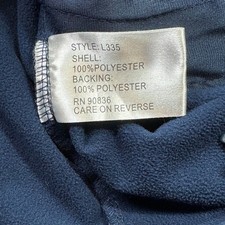 STYLE: L335
SHELL:
100%POLYESTER
BACKING:
100%POLYESTER
RN 90836
CARE ON REVERSE